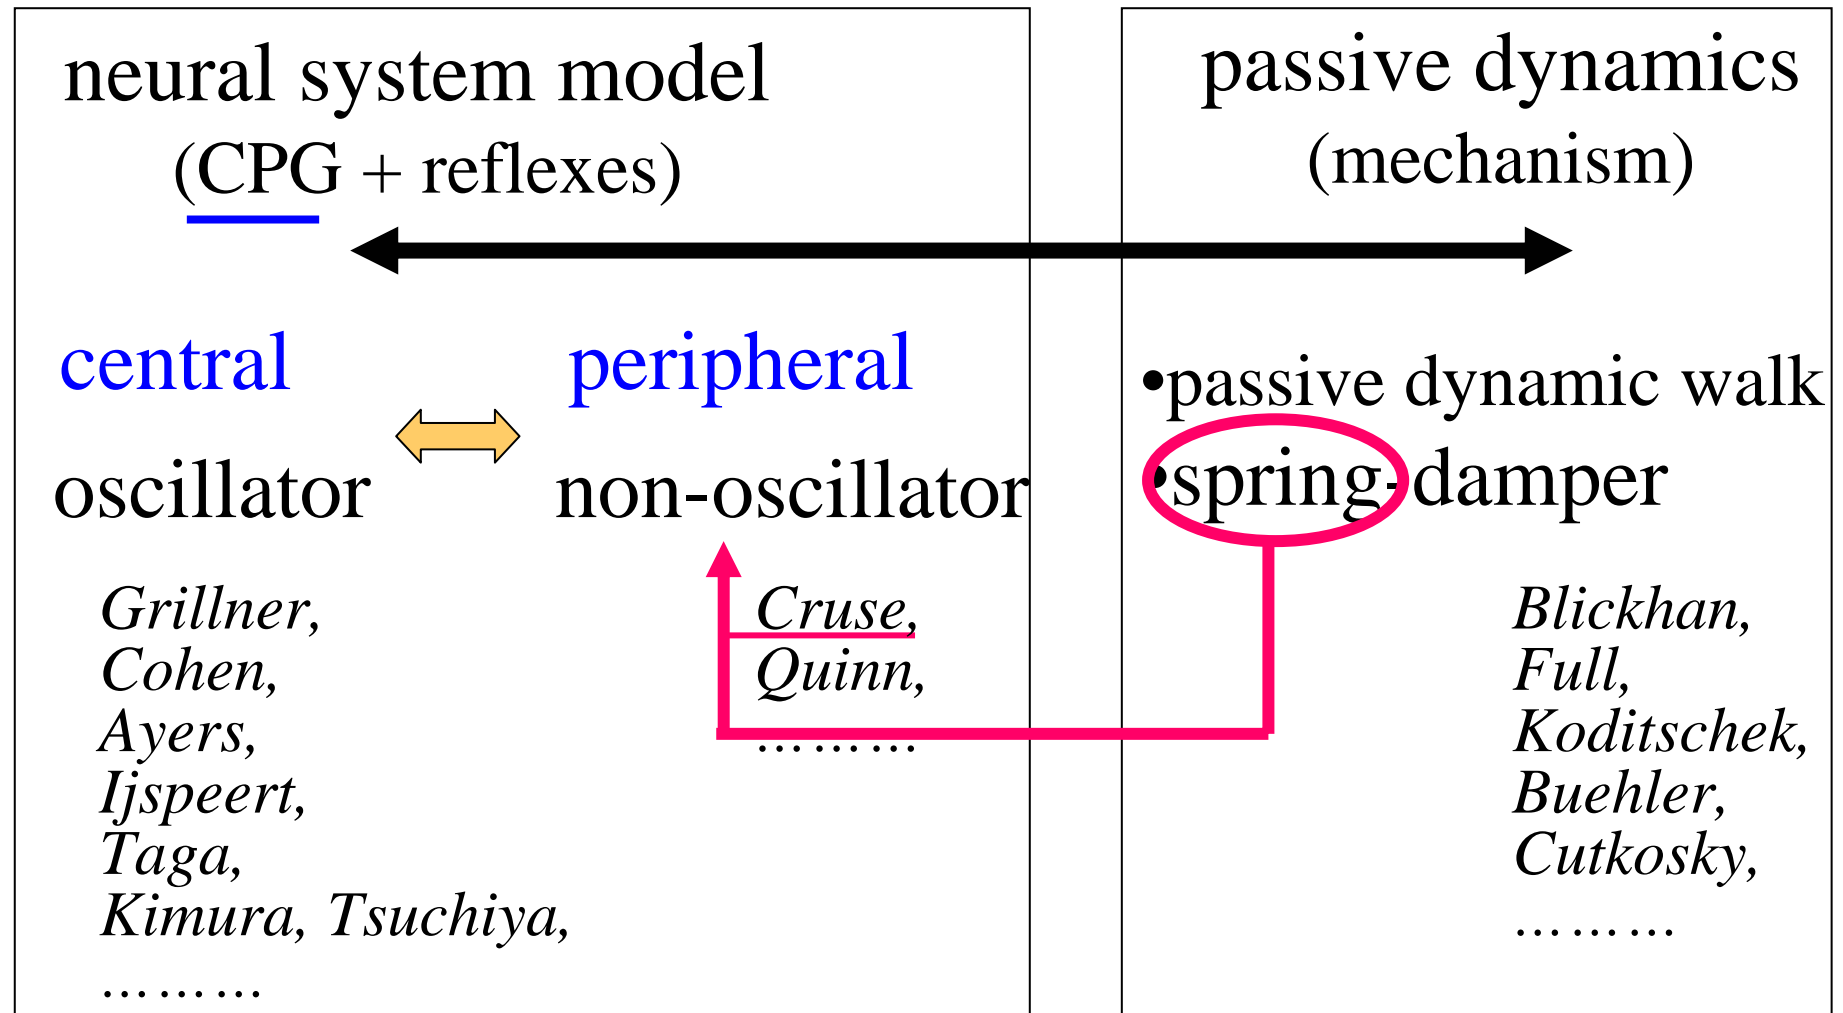 neural system model
(CPG + reflexes)
central
peripheral
oscillator
non-oscillator
Grillner,
Cohen,
Ayers,
Ijspeert,
Taga,
Kimura, Tsuchiya,
………
Cruse,
Quinn,
………
passive dynamics
(mechanism)
•passive dynamic walk
•spring-damper
Blickhan,
Full,
Koditschek,
Buehler,
Cutkosky,
………